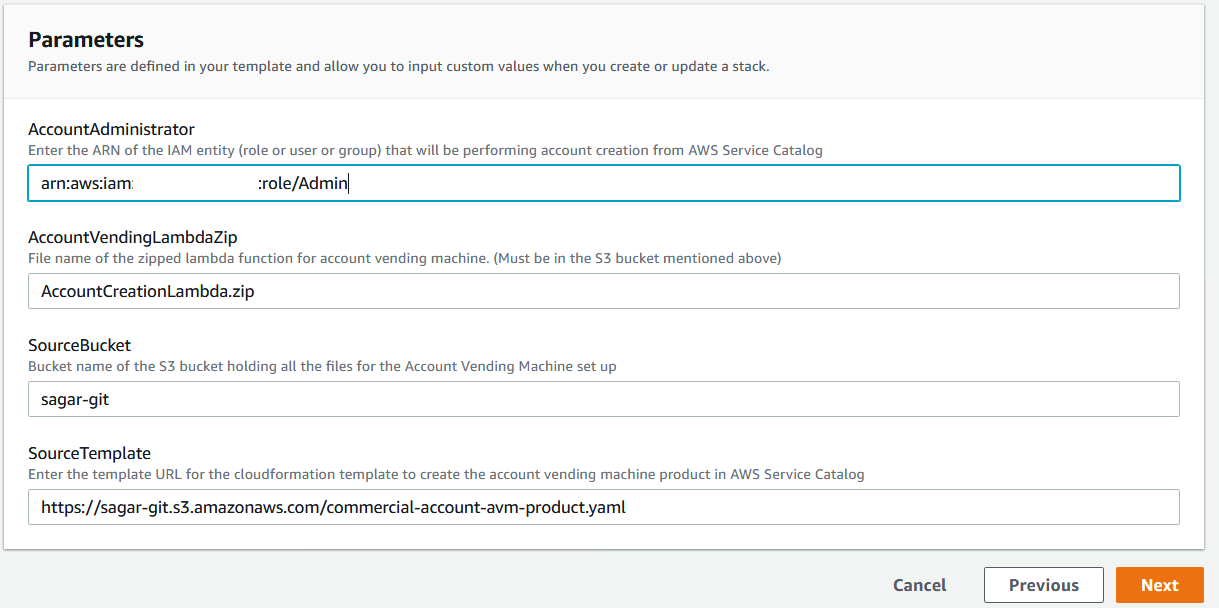 Parameters
Parameters are defined in your template and allow you to input custom values when you create or update a stack.
AccountAdministrator
Enter the ARN of the IAM entity (role or user or group) that will be performing account creation from AWS Service Catalog
arn:aws:iam: :role/Admin
AccountVendingLambdaZip
File name of the zipped lambda function for account vending machine. (Must be in the S3 bucket mentioned above)
AccountCreationLambda.zip
SourceBucket
Bucket name of the S3 bucket holding all the files for the Account Vending Machine set up
sagar-git
SourceTemplate
Enter the template URL for the cloudformation template to create the account vending machine product in AWS Service Catalog
https://sagar-git.s3.amazonaws.com/commercial-account-avm-product.yaml
Cancel Previous Next